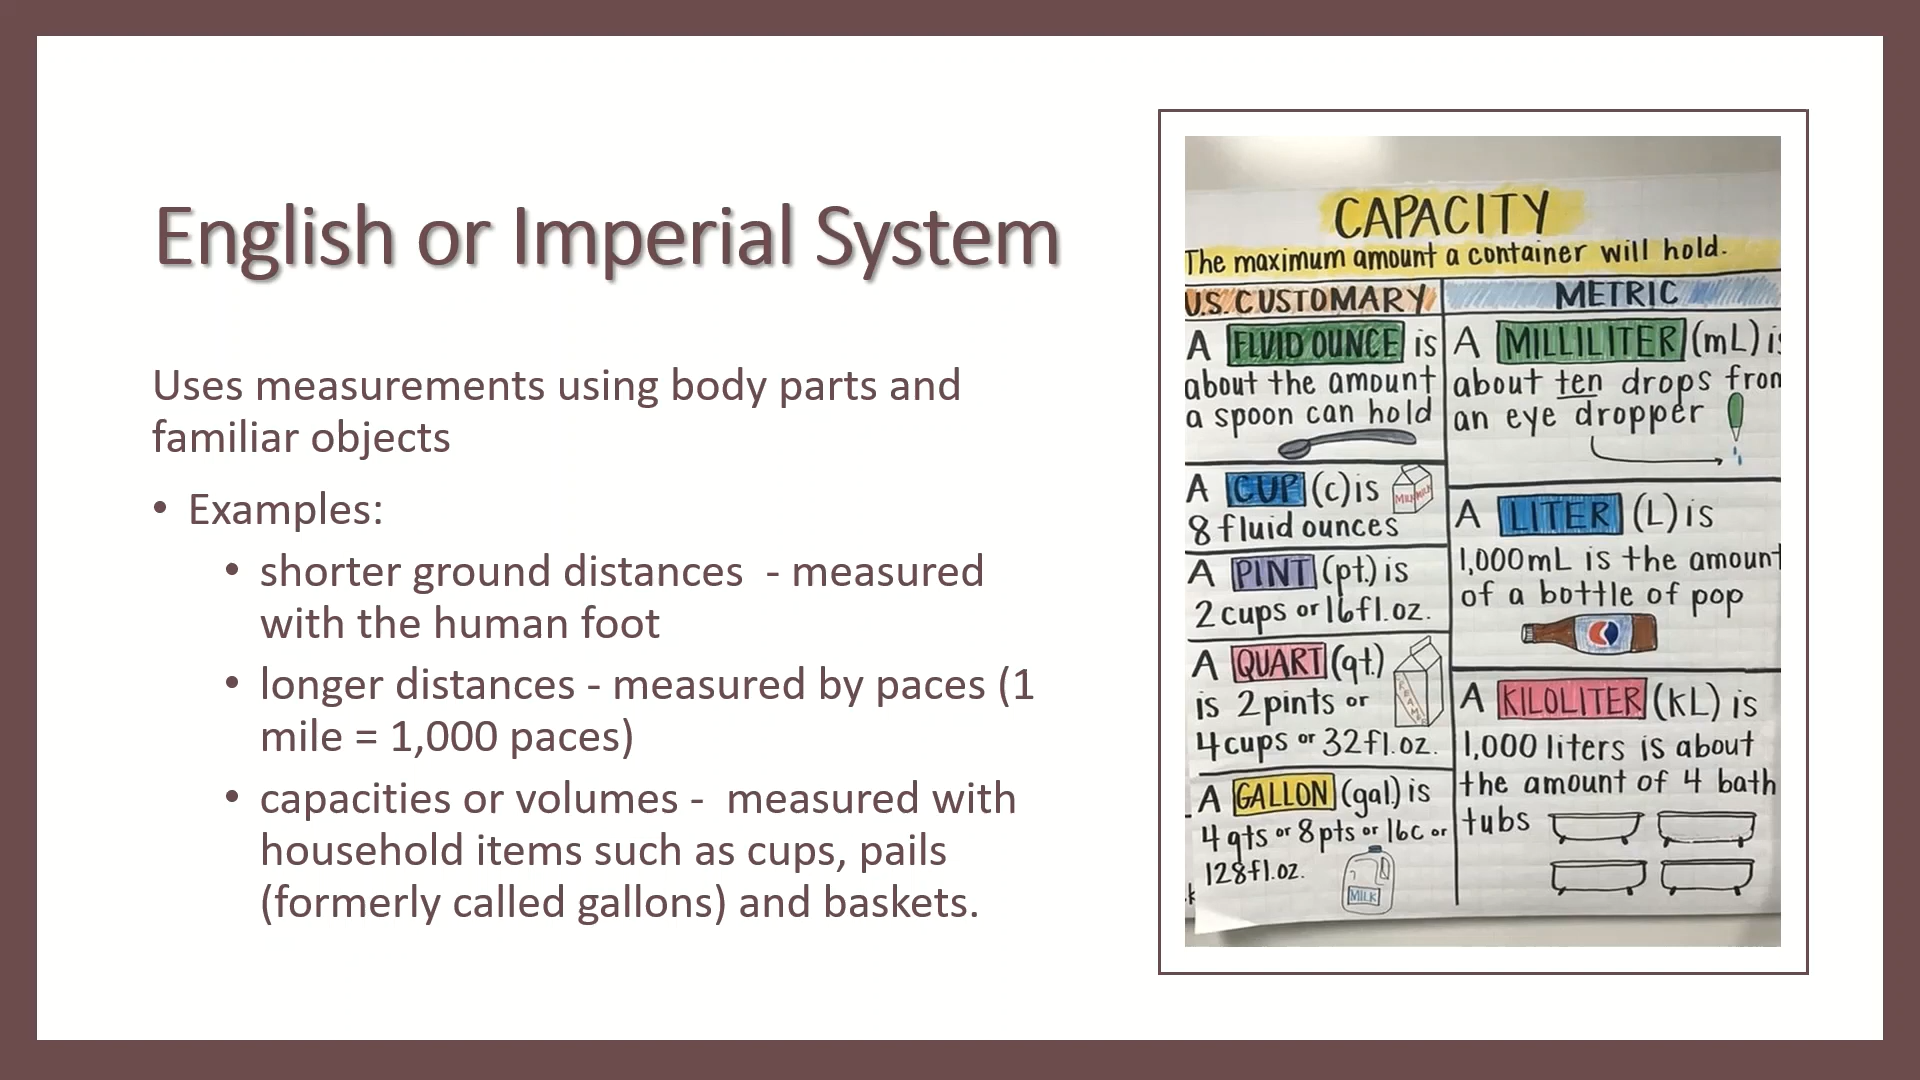 English or Imperial System
Uses measurements using body parts and
familiar objects
• Examples:
• shorter ground distances - measured
with the human foot
• longer distances - measured by paces (1
mile = 1,000 paces)
• capacities or volumes - measured with
household items such as cups, pails
(formerly called gallons) and baskets.
CAPACITY
The maximum amount a container will hold.
U.S. CUSTOMARY
A FLUID OUNCE is
about the amount
a spoon can hold
A CUP (c) is
MILK MILK
8 fluid ounces
A PINT (pt.) is
2 cups or 16 fl. oz.
A QUART (qt.)
is 2 pints or
4 cups or 32 fl. oz.
A GALLON (gal.) is
4 qts or 8 pts or 16c or
128 fl. oz.
MILK
METRIC
A MILLILITER (mL) is
about ten drops from
an eye dropper
A LITER (L) is
1,000 mL is the amount
of a bottle of pop
A KILOLITER (kL) is
1,000 liters is about
the amount of 4 bath
tubs